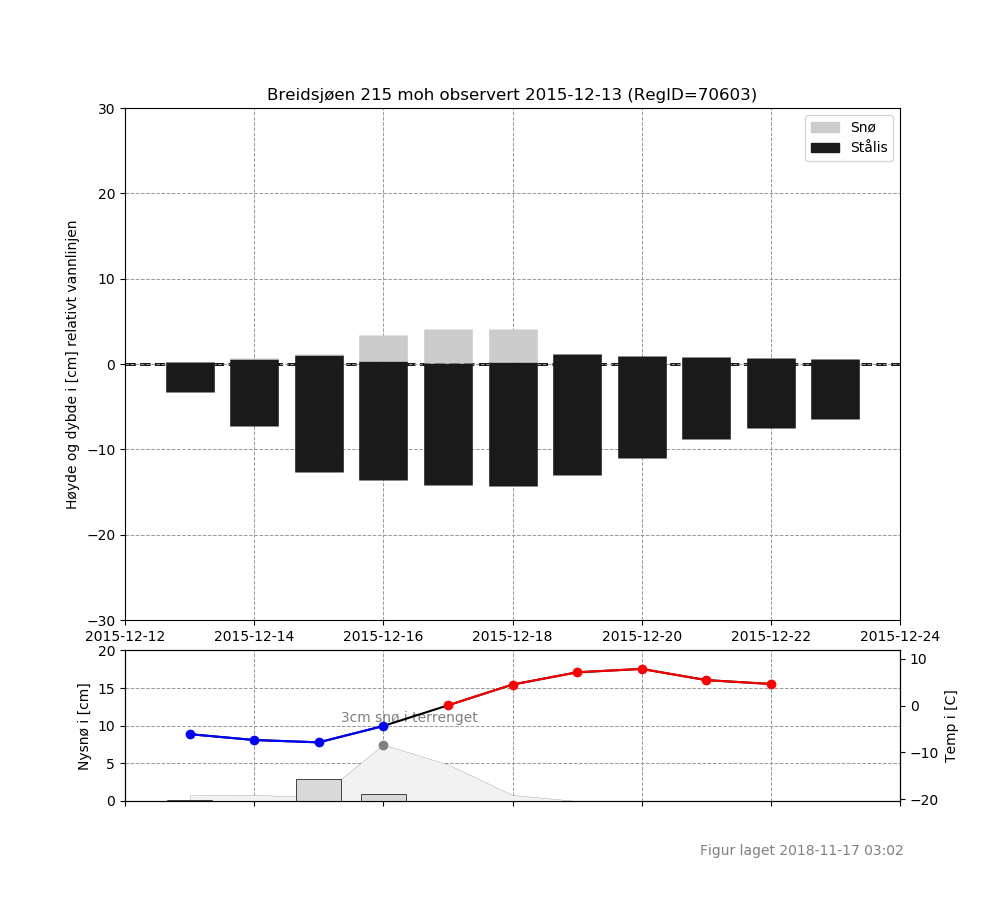 Breidsjøen 215 moh observert 2015-12-13 (RegID=70603)
Snø
Stålis
Høyde og dybde i [cm] relativt vannlinjen
30
20
10
0
−10
−20
−30
2015-12-12 2015-12-14 2015-12-16 2015-12-18 2015-12-20 2015-12-22 2015-12-24
Nysnø i [cm]
20
15
10
5
0
3cm snø i terrenget
10
0
−10
−20
Temp i [C]
Figur laget 2018-11-17 03:02